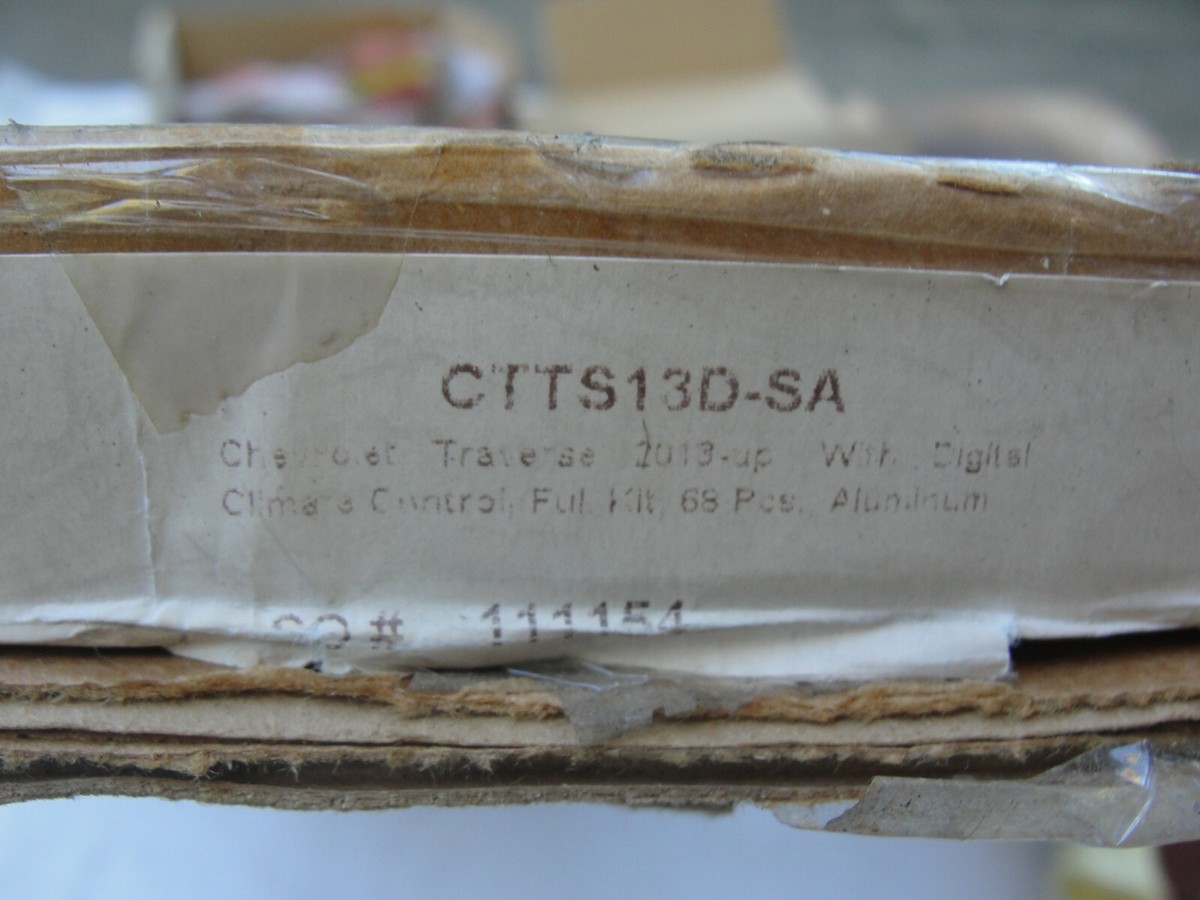 CTTS13D-SA
Chevrolet Traverse 2013-up With Digital
Climate Control, Full Kit, 68 Pcs., Aluminum
SO # 111154